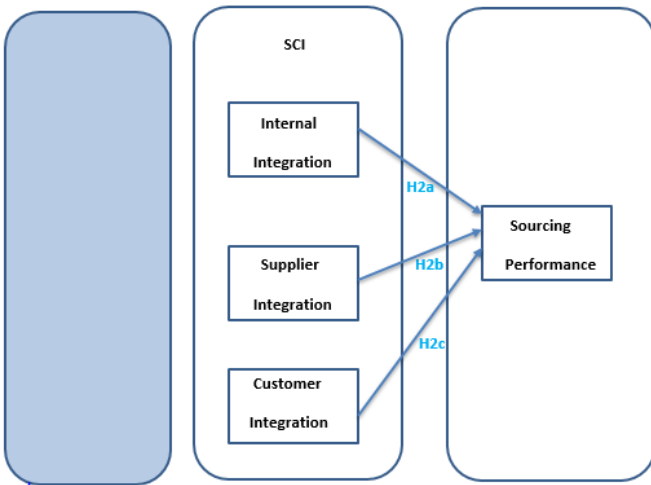 SCI
Internal
Integration
H2a
Supplier
Integration
H2b
Customer
Integration
H2c
Sourcing
Performance